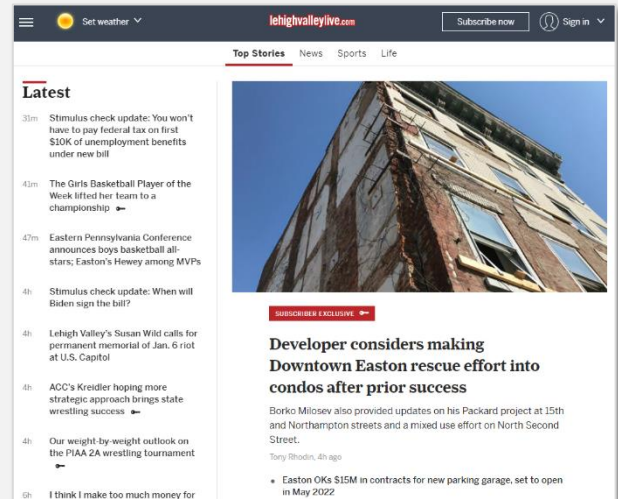 Set weather
lehighvalleylive.com
Subscribe now
Sign in
Top Stories News Sports Life
Latest
31m Stimulus check update: You won't
have to pay federal tax on first
$10K of unemployment benefits
under new bill
41m The Girls Basketball Player of the
Week lifted her team to a
championship
47m Eastern Pennsylvania Conference
announces boys basketball all-
stars; Easton's Hewey among MVPs
4h Stimulus check update: When will
Biden sign the bill?
4h Lehigh Valley's Susan Wild calls for
permanent memorial of Jan. 6 riot
at U.S. Capitol
4h ACC's Kreidler hoping more
strategic approach brings state
wrestling success
4h Our weight-by-weight outlook on
the PIAA 2A wrestling tournament
6h I think I make too much money for
SUBSCRIBER EXCLUSIVE
Developer considers making
Downtown Easton rescue effort into
condos after prior success
Borko Milosev also provided updates on his Packard project at 15th
and Northampton streets and a mixed use effort on North Second
Street.
Tony Rhodin, 4h ago
• Easton OKs $15M in contracts for new parking garage, set to open
in May 2022